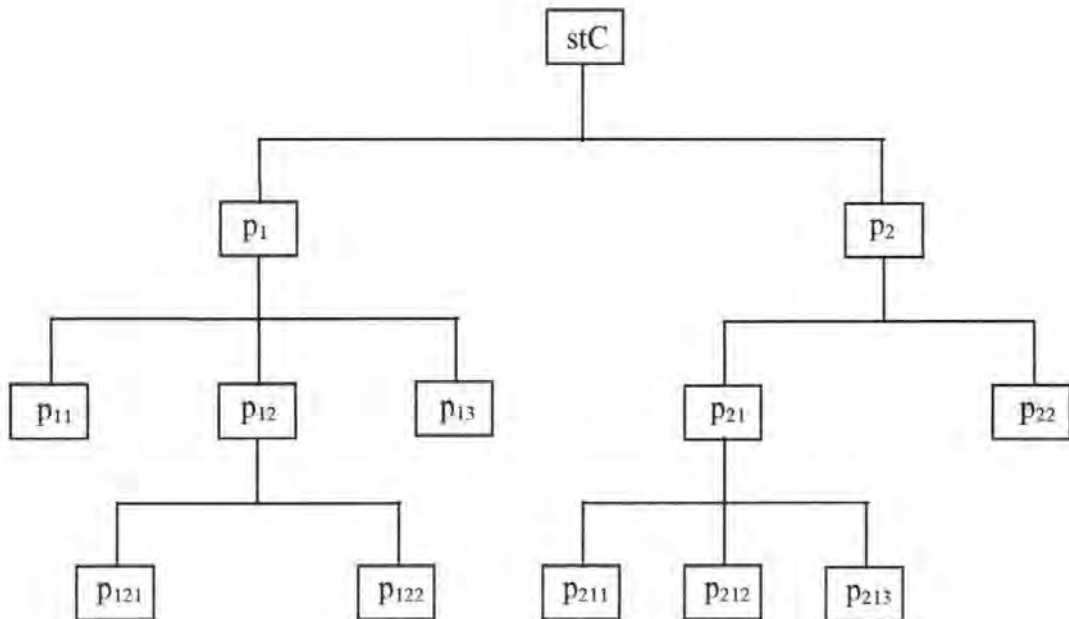 stC
p₁ p₂
p₁₁ p₁₂ p₁₃ p₂₁ p₂₂
p₁₂₁ p₁₂₂ p₂₁₁ p₂₁₂ p₂₁₃